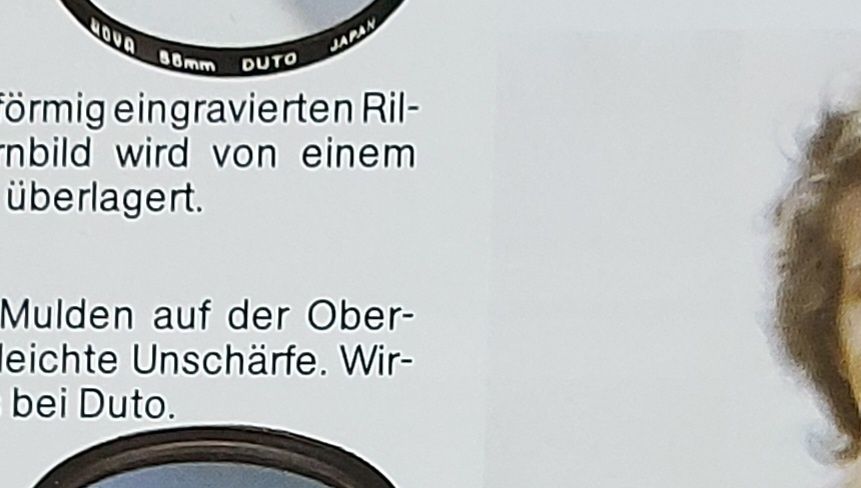 HOYA 55mm DUTO JAPAN
förmig eingravierten Ril-
rnbild wird von einem
überlagert.
Mulden auf der Ober-
leichte Unschärfe. Wir-
bei Duto.